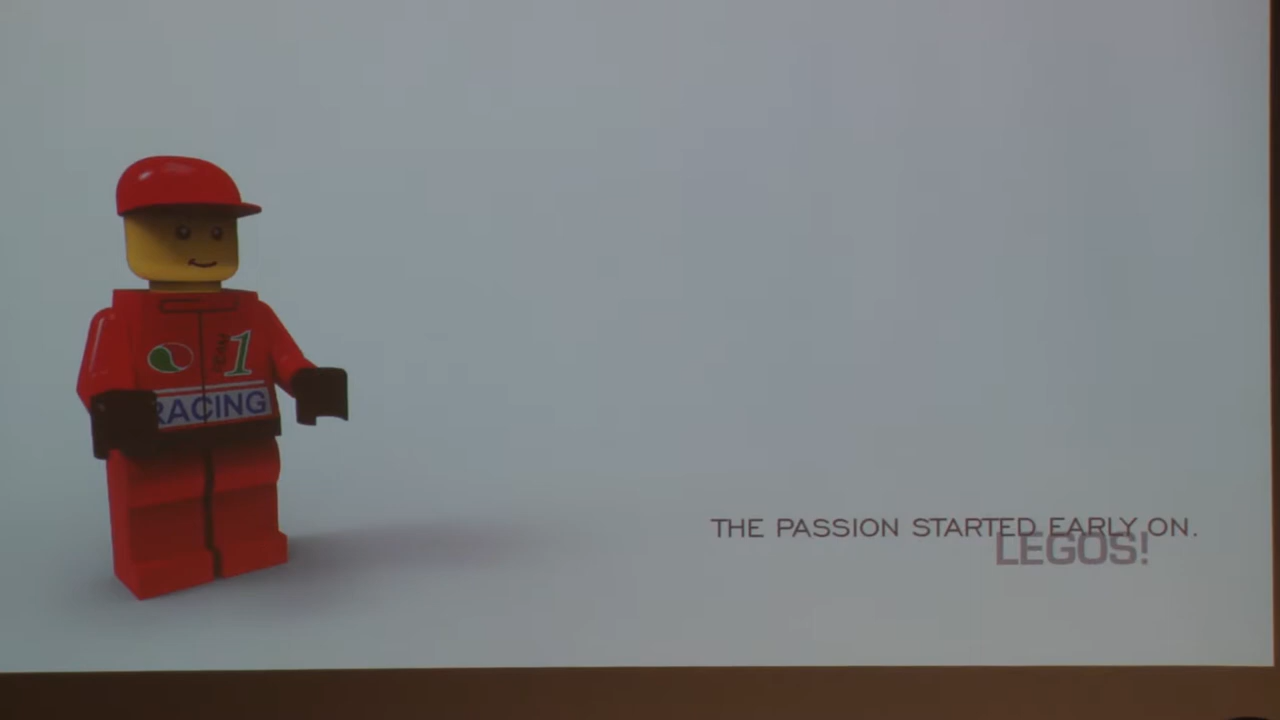 1
RACING
THE PASSION STARTED EARLY ON.
LEGOS!